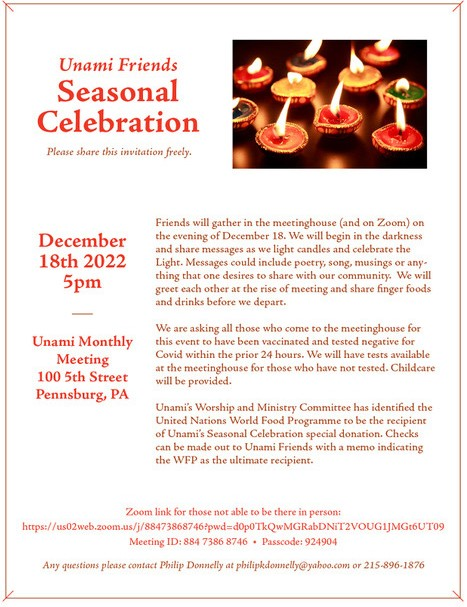 Unami Friends
Seasonal
Celebration
Please share this invitation freely.
December
18th 2022
5pm
Unami Monthly
Meeting
100 5th Street
Pennsburg, PA
Friends will gather in the meetinghouse (and on Zoom) on
the evening of December 18. We will begin in the darkness
and share messages as we light candles and celebrate the
Light. Messages could include poetry, song, musings or any-
thing that one desires to share with our community.  We will
greet each other at the rise of meeting and share finger foods
and drinks before we depart.
We are asking all those who come to the meetinghouse for
this event to have been vaccinated and tested negative for
Covid within the prior 24 hours. We will have tests available
at the meetinghouse for those who have not tested. Childcare
will be provided.
Unami's Worship and Ministry Committee has identified the
United Nations World Food Programme to be the recipient
of Unami's Seasonal Celebration special donation. Checks
can be made out to Unami Friends with a memo indicating
the WFP as the ultimate recipient.
Zoom link for those not able to be there in person:
https://us02web.zoom.us/j/88473868746?pwd=d0p0TkQwMGRabDNiT2VOUG1JMGt6UT09
Meeting ID: 884 7386 8746 • Passcode: 924904
Any questions please contact Philip Donnelly at philipkdonnelly@yahoo.com or 215-896-1876